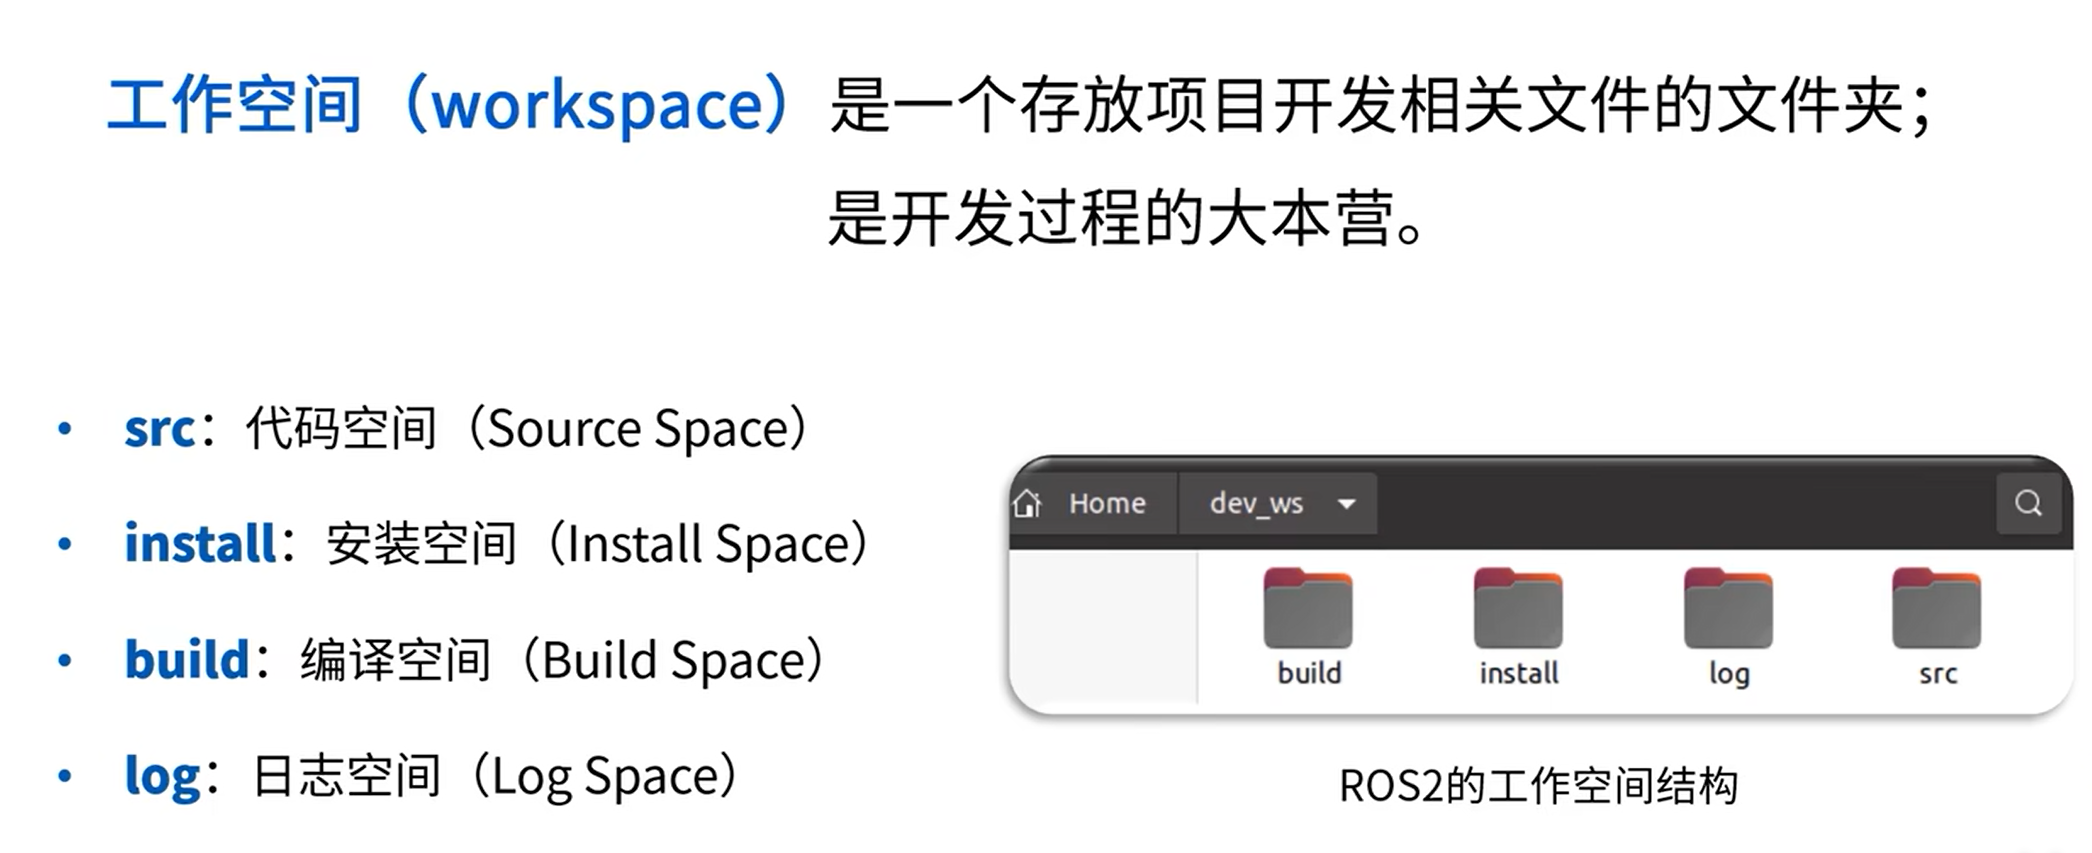 工作空间（workspace）是一个存放项目开发相关文件的文件夹；
是开发过程的大本营。
• src：代码空间（Source Space）
• install：安装空间（Install Space）
• build：编译空间（Build Space）
• log：日志空间（Log Space）
Home dev_ws
build install log src
ROS2的工作空间结构